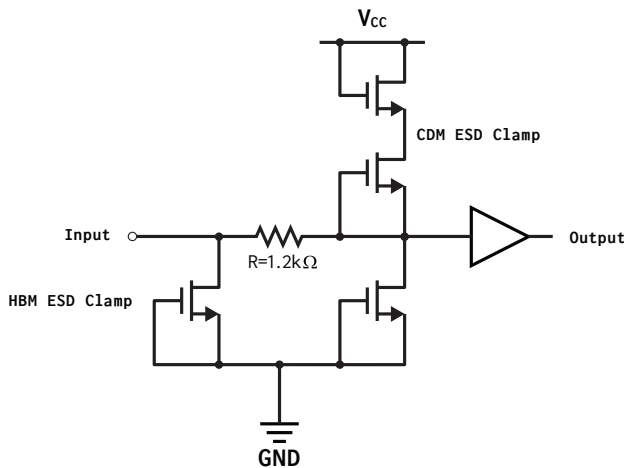 VCC
CDM ESD Clamp
Input
R=1.2kΩ
Output
HBM ESD Clamp
GND